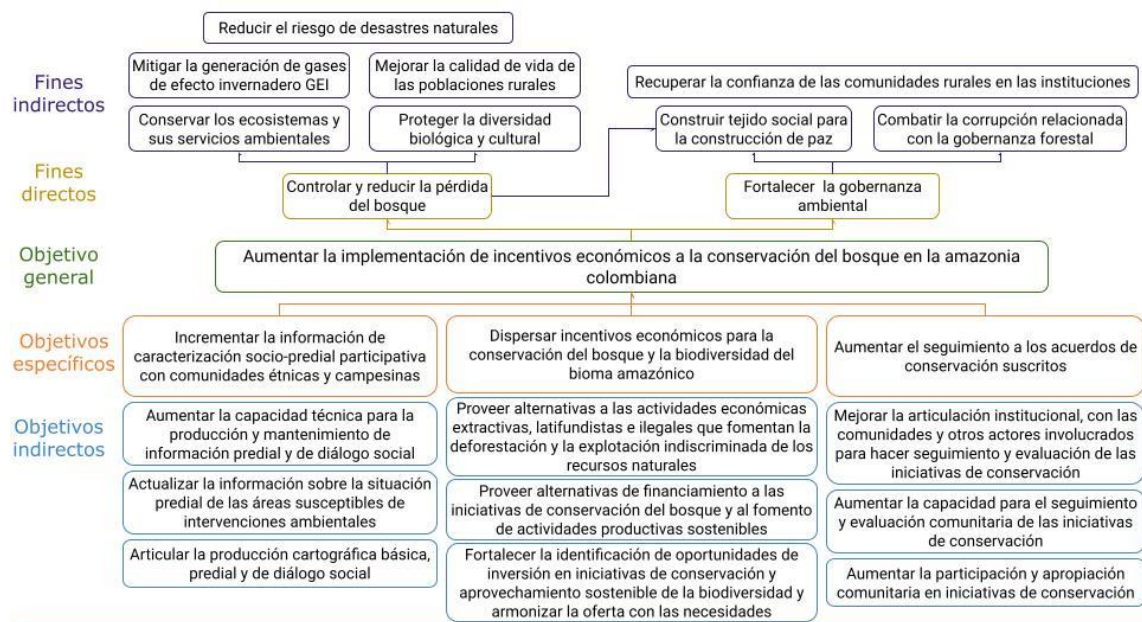 Reducir el riesgo de desastres naturales
Fines
indirectos
Mitigar la generación de gases
de efecto invernadero GEI
Mejorar la calidad de vida de
las poblaciones rurales
Recuperar la confianza de las comunidades rurales en las instituciones
Conservar los ecosistemas y
sus servicios ambientales
Proteger la diversidad
biológica y cultural
Construir tejido social para
la construcción de paz
Combatir la corrupción relacionada
con la gobernanza forestal
Fines
directos
Controlar y reducir la pérdida
del bosque
Fortalecer la gobernanza
ambiental
Objetivo
general
Aumentar la implementación de incentivos económicos a la conservación del bosque en la amazonia
colombiana
Objetivos
específicos
Incrementar la información de
caracterización socio-predial participativa
con comunidades étnicas y campesinas
Dispersar incentivos económicos para la
conservación del bosque y la biodiversidad del
bioma amazónico
Aumentar el seguimiento a los acuerdos de
conservación suscritos
Objetivos
indirectos
Aumentar la capacidad técnica para la
producción y mantenimiento de
información predial y de diálogo social
Proveer alternativas a las actividades económicas
extractivas, latifundistas e ilegales que fomentan la
deforestación y la explotación indiscriminada de los
recursos naturales
Mejorar la articulación institucional, con las
comunidades y otros actores involucrados
para hacer seguimiento y evaluación de las
iniciativas de conservación
Actualizar la información sobre la situación
predial de las áreas susceptibles de
intervenciones ambientales
Proveer alternativas de financiamiento a las
iniciativas de conservación del bosque y al fomento
de actividades productivas sostenibles
Aumentar la capacidad para el seguimiento
y evaluación comunitaria de las iniciativas
de conservación
Articular la producción cartográfica básica,
predial y de diálogo social
Fortalecer la identificación de oportunidades de
inversión en iniciativas de conservación y
aprovechamiento sostenible de la biodiversidad y
armonizar la oferta con las necesidades
Aumentar la participación y apropiación
comunitaria en iniciativas de conservación